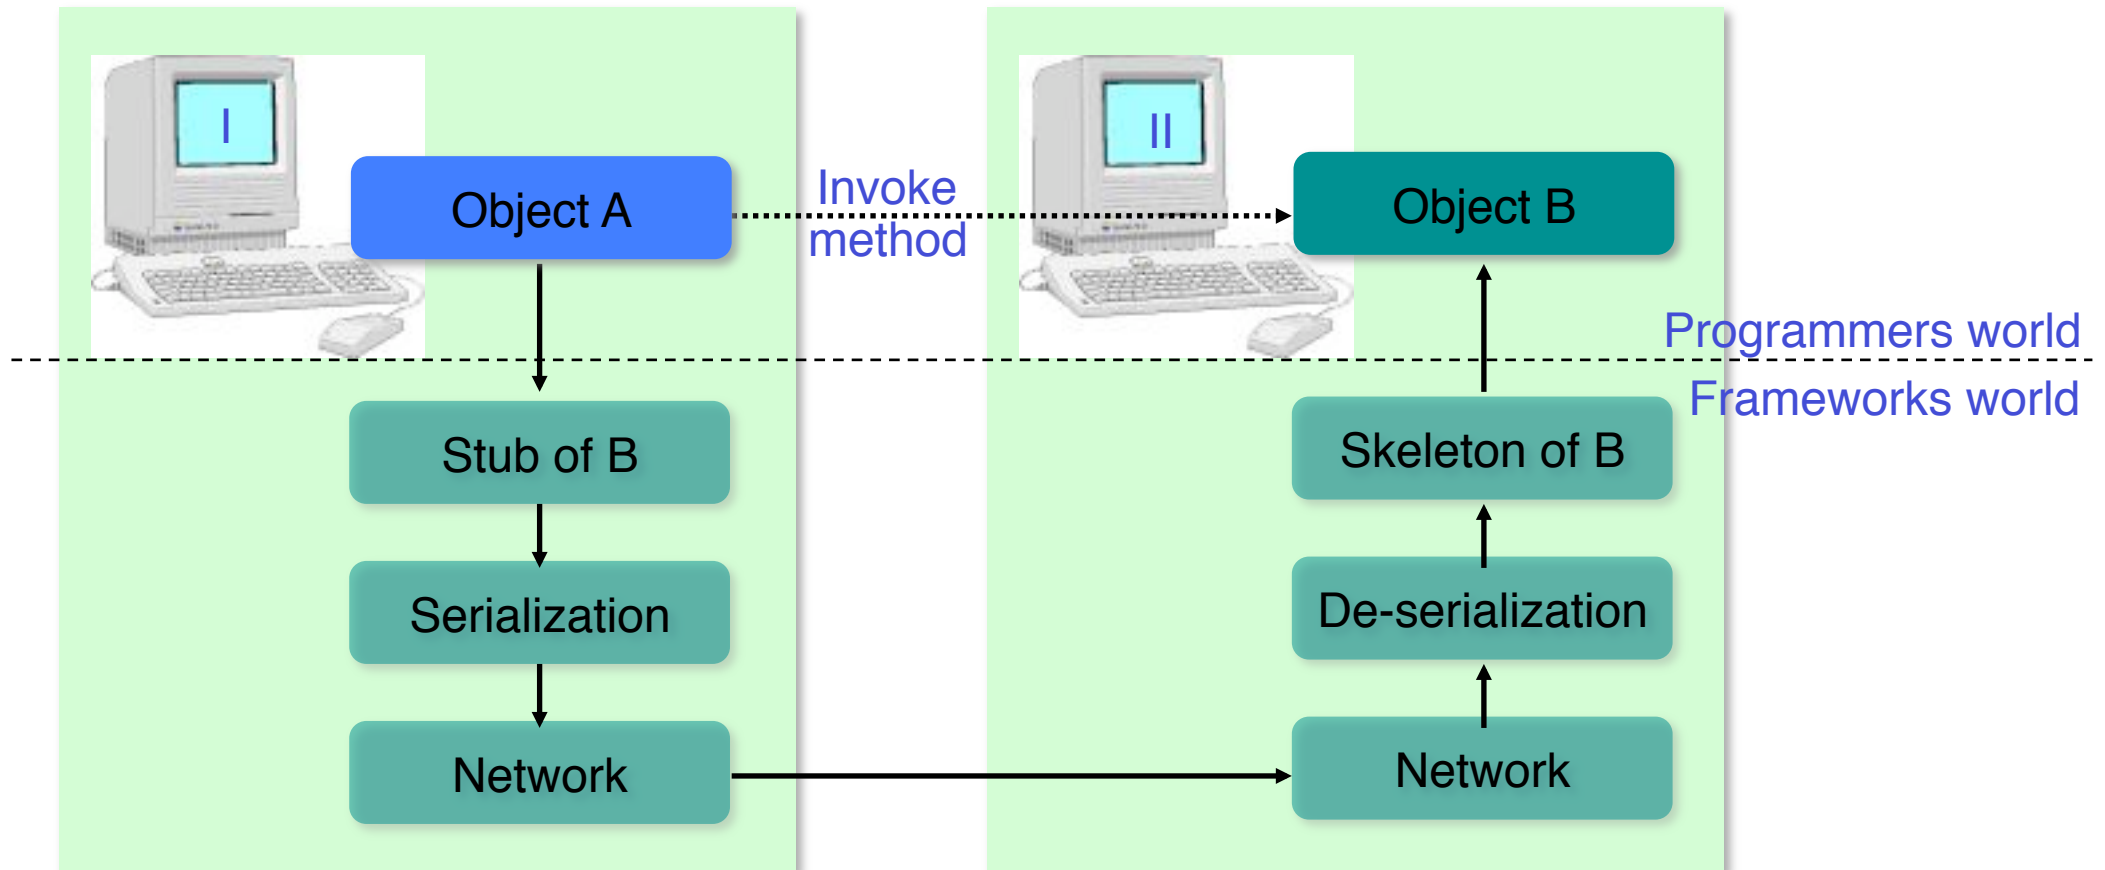 I
II
Object A
Invoke
method
Object B
Programmers world
Frameworks world
Stub of B
Skeleton of B
Serialization
De-serialization
Network
Network